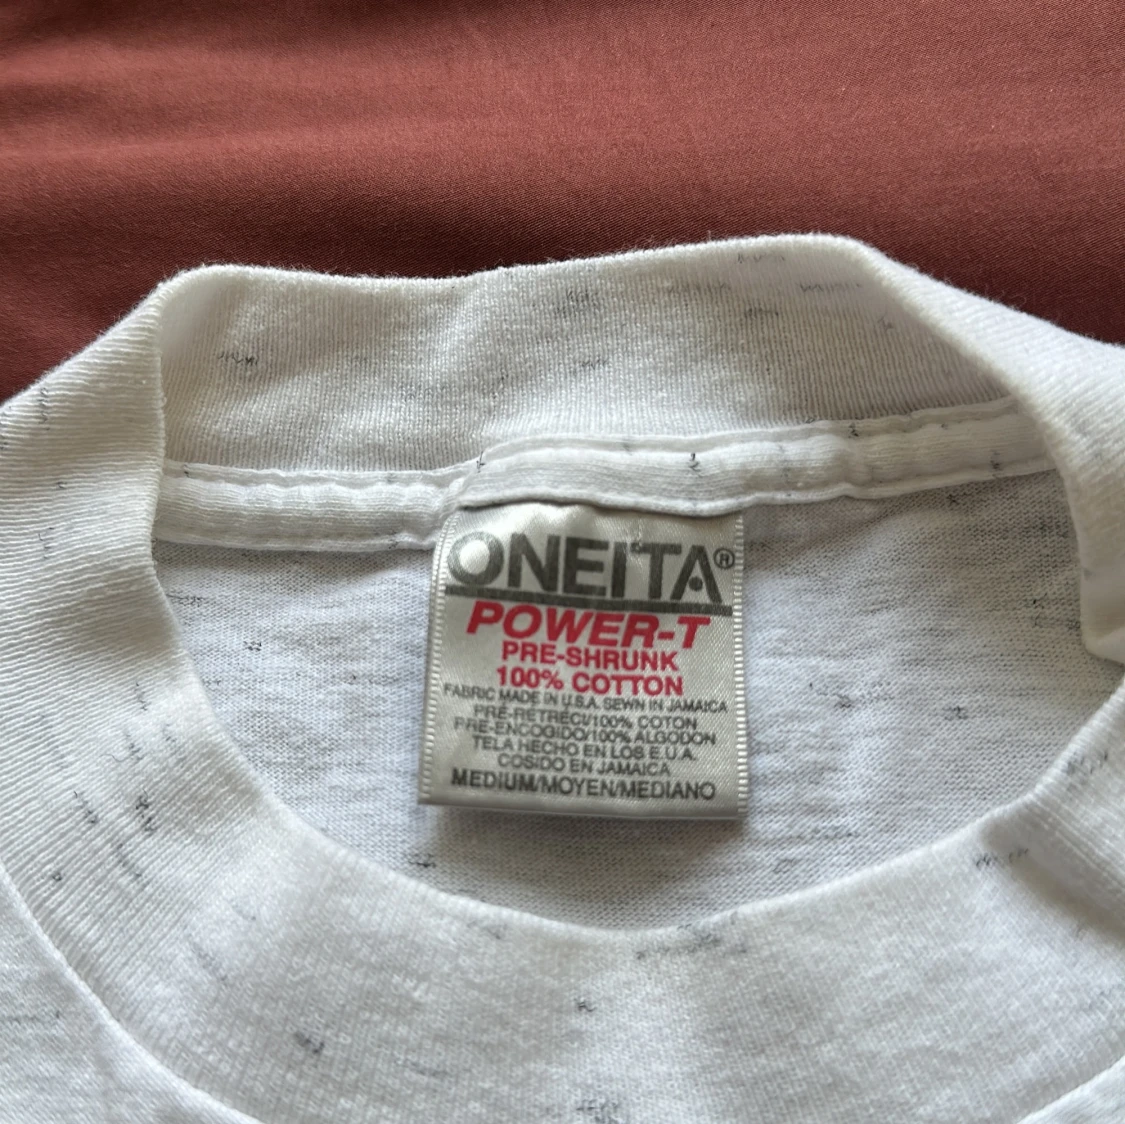 ONEITA®
POWER-T
PRE-SHRUNK
100% COTTON
FABRIC MADE IN U.S.A. SEWN IN JAMAICA
PRÉ-RETRECI/100% COTON
PRE-ENCOGIDO/100% ALGODON
TELA HECHO EN LOS E.U.A.
COSIDO EN JAMAICA
MEDIUM/MOYEN/MEDIANO